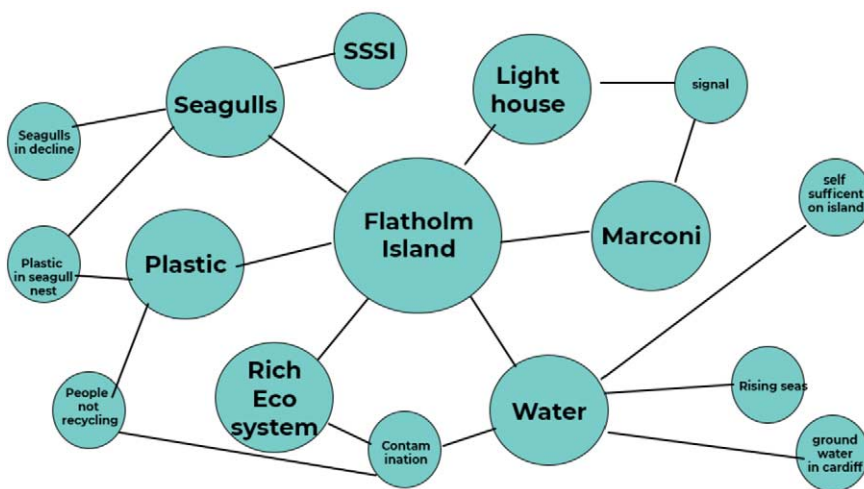 SSSI
Seagulls
Light
house
signal
Seagulls
in decline
self
sufficent
on island
Flatholm
Island
Marconi
Plastic
in seagull
nest
Plastic
Rich
Eco
system
People
not
recycling
Contam
ination
Water
Rising seas
ground
water
in cardiff